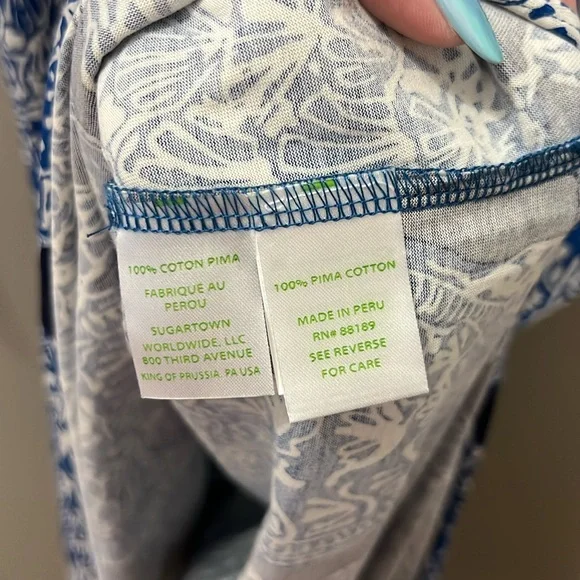 100% COTON PIMA
FABRIQUE AU
PEROU
SUGARTOWN
WORLDWIDE, LLC
800 THIRD AVENUE
KING OF PRUSSIA, PA USA
100% PIMA COTTON
MADE IN PERU
RN# 88189
SEE REVERSE
FOR CARE